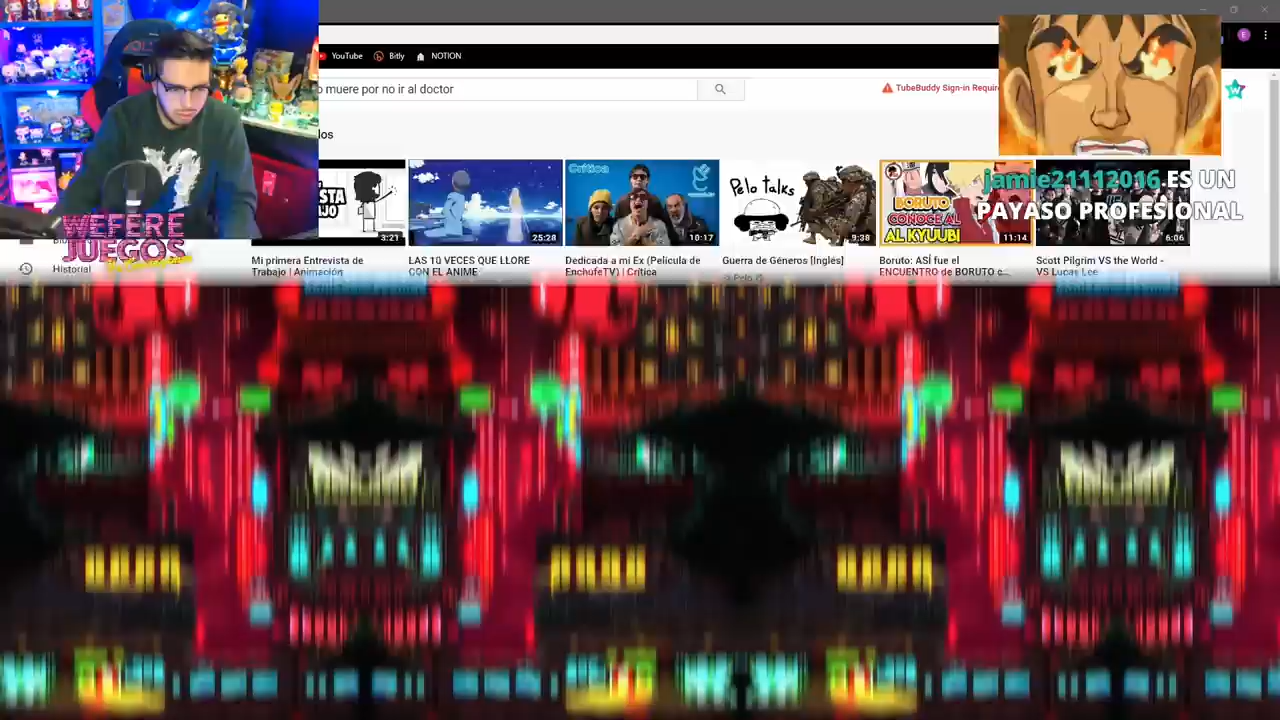 YouTube
Bitly
NOTION
o muere por no ir al doctor
TubeBuddy Sign-in Requir
los
Crítica
Pelo talks
BORUTO
CONOCE AL
AL KYUUBI
3:21
25:28
10:17
9:38
11:14
6:06
jamie21112016 ES UN
PAYASO PROFESIONAL
WEFERE
JUEGOS
Historial
Mi primera Entrevista de
Trabajo | Animación
LAS 10 VECES QUE LLORE
CON EL ANIME
Dedicada a mi Ex (Película de
EnchufeTV) | Crítica
Guerra de Géneros [Inglés]
Boruto: ASÍ fue el
ENCUENTRO de BORUTO c...
Scott Pilgrim VS the World -
VS Lucas Lee